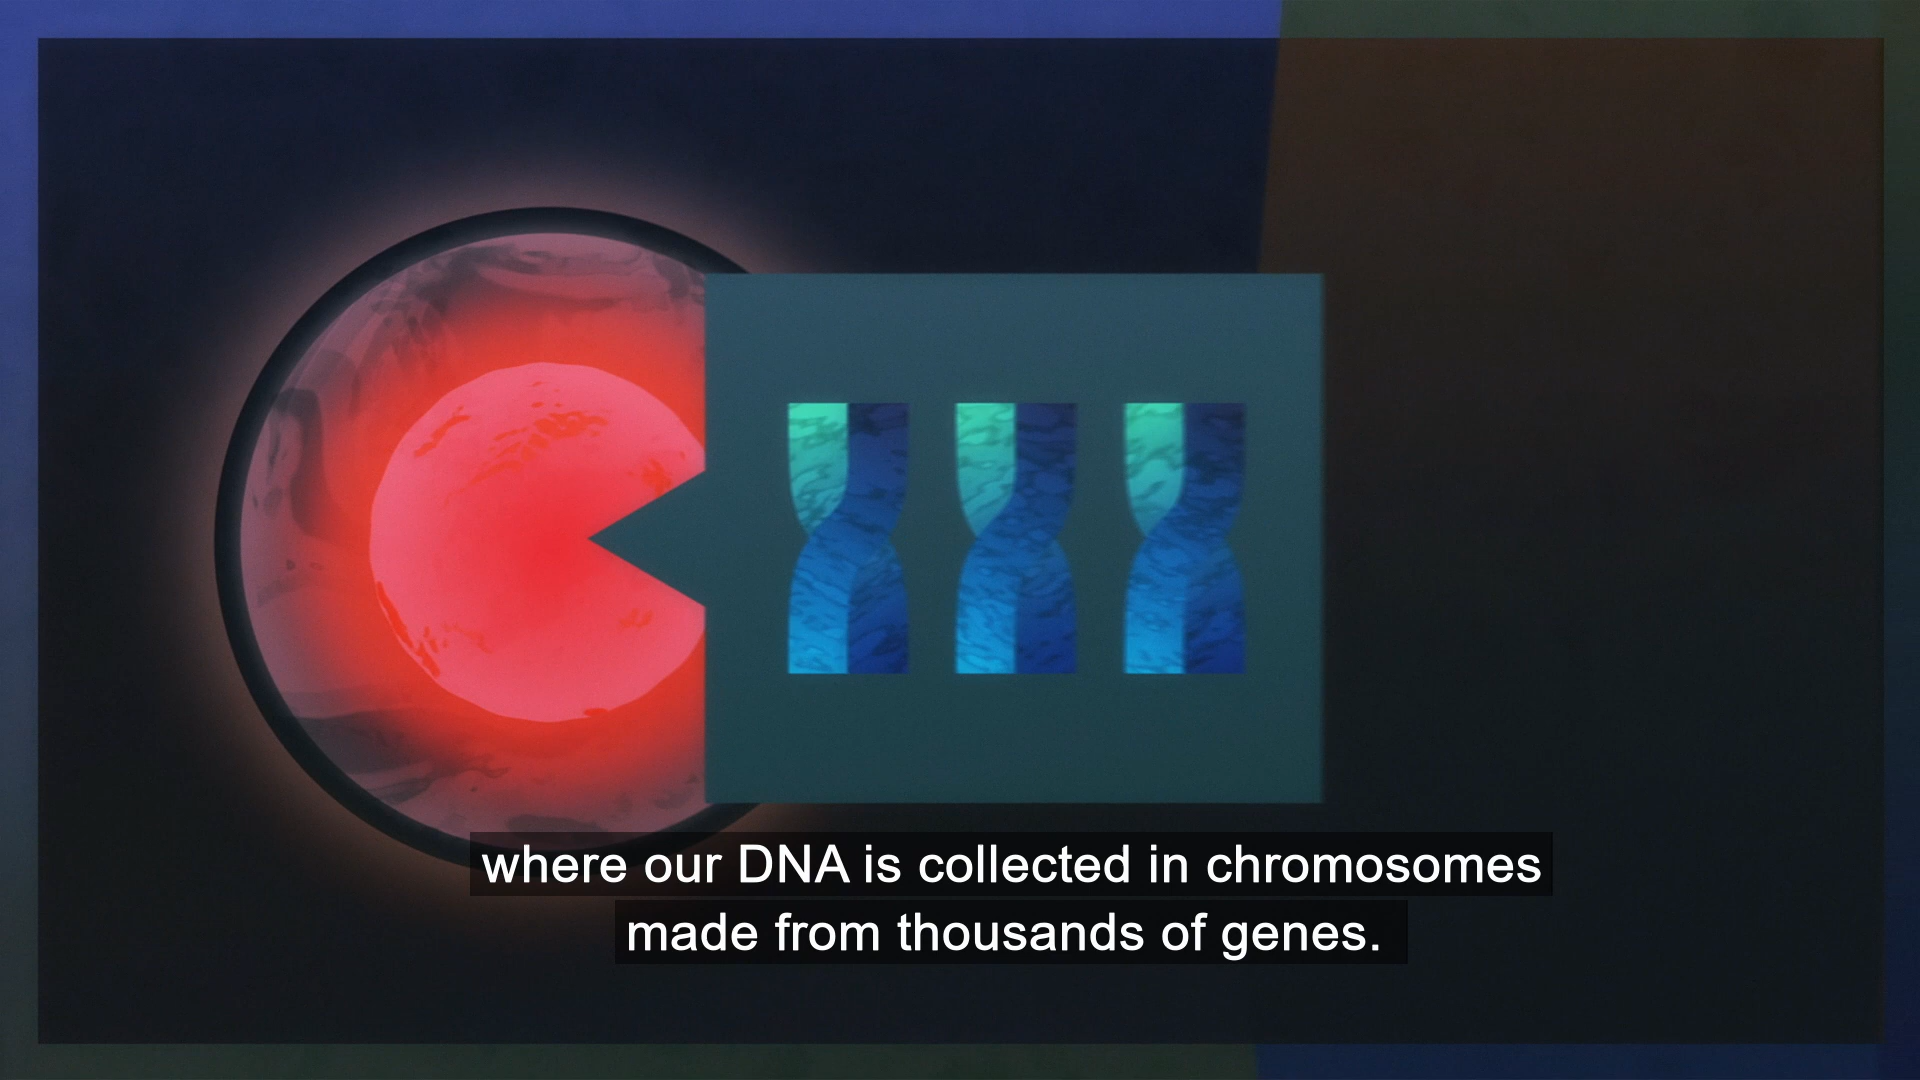 where our DNA is collected in chromosomes
made from thousands of genes.